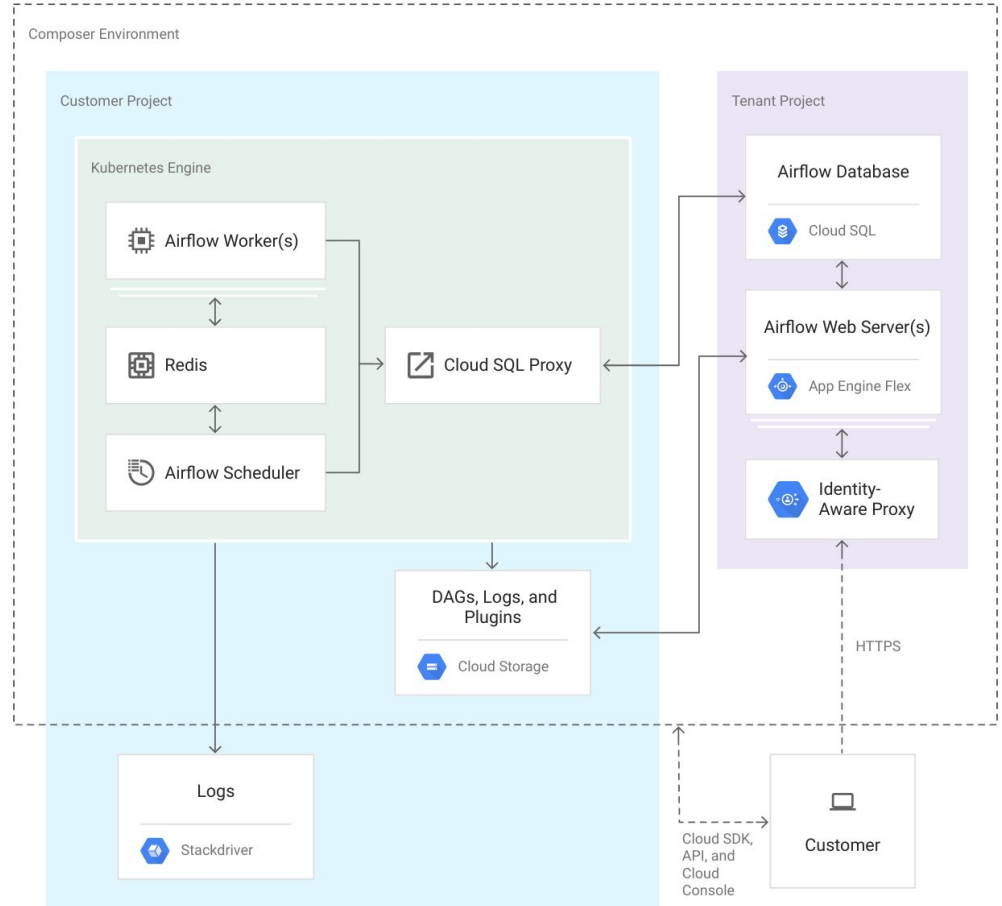 Composer Environment
Customer Project
Kubernetes Engine
Airflow Worker(s)
Redis
Airflow Scheduler
Cloud SQL Proxy
DAGs, Logs, and
Plugins
Cloud Storage
Logs
Stackdriver
Tenant Project
Airflow Database
Cloud SQL
Airflow Web Server(s)
App Engine Flex
Identity-
Aware Proxy
HTTPS
Cloud SDK,
API, and
Cloud
Console
Customer